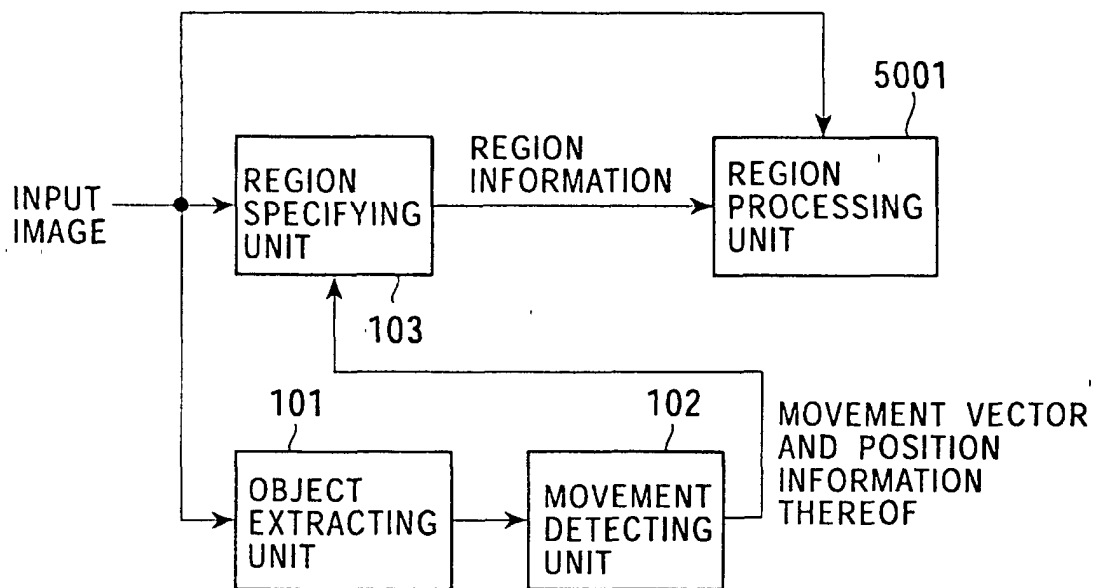 5001
INPUT
IMAGE
REGION
SPECIFYING
UNIT
REGION
INFORMATION
REGION
PROCESSING
UNIT
103
101
102
OBJECT
EXTRACTING
UNIT
MOVEMENT
DETECTING
UNIT
MOVEMENT VECTOR
AND POSITION
INFORMATION
THEREOF